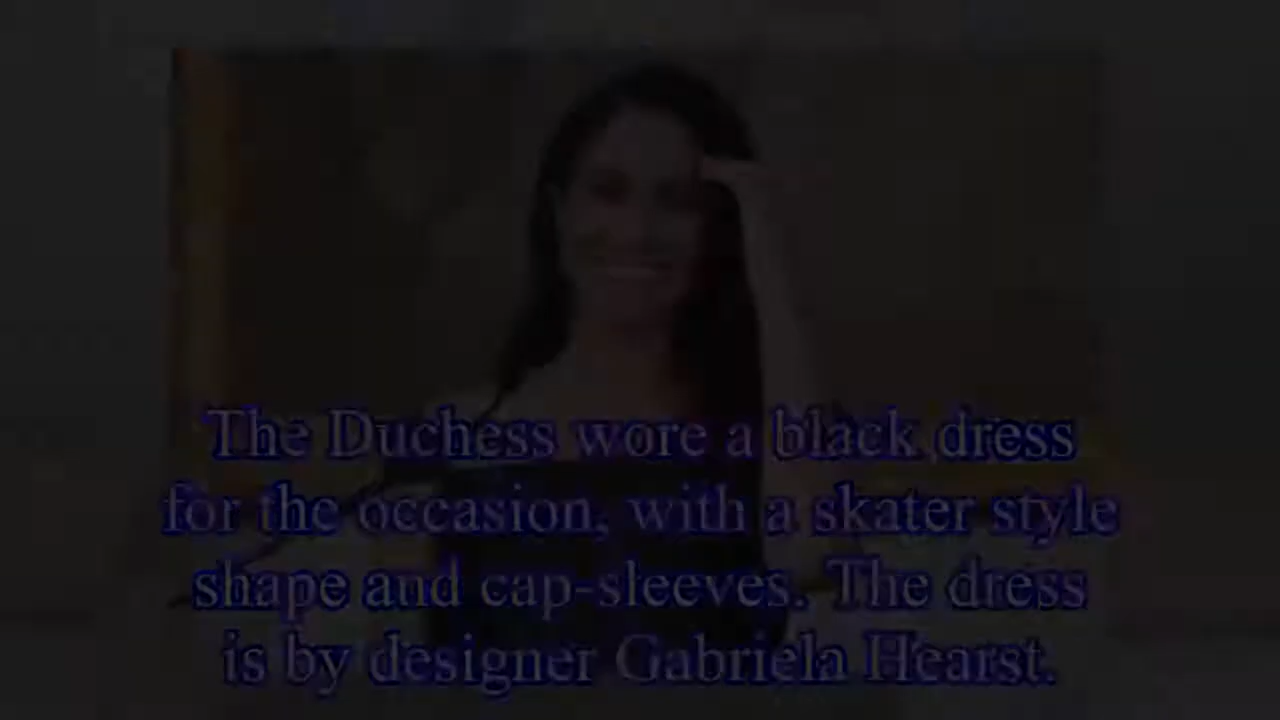 The Duchess wore a black dress
for the occasion, with a skater style
shape and cap-sleeves. The dress
is by designer Gabriela Hearst.